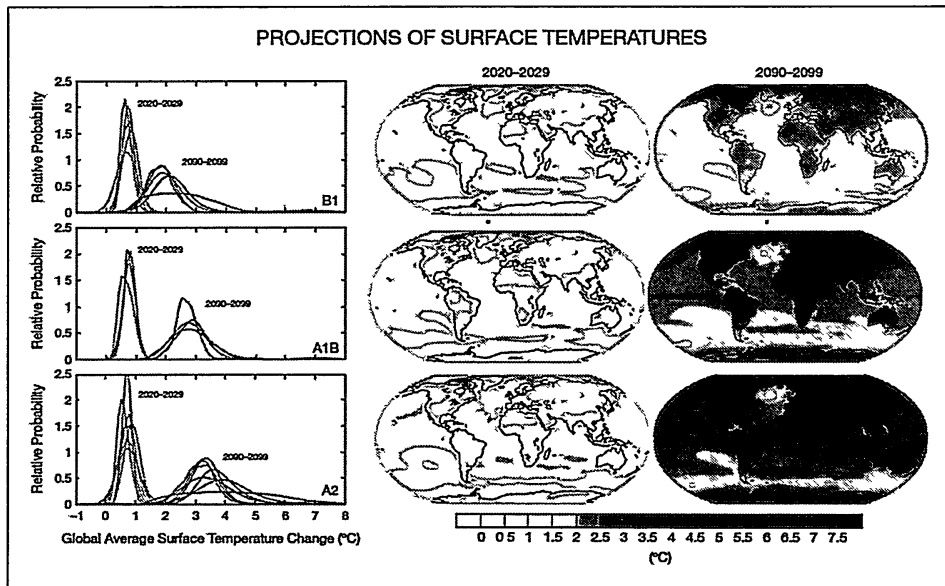 PROJECTIONS OF SURFACE TEMPERATURES
2020–2029
2090–2099
Relative Probability
2.5
2
1.5
1
0.5
0
2020–2029
2090–2099
B1
Relative Probability
2.5
2
1.5
1
0.5
0
2020–2029
2090–2099
A1B
Relative Probability
2.5
2
1.5
1
0.5
0
2020–2029
2090–2099
A2
−1 0 1 2 3 4 5 6 7 8
Global Average Surface Temperature Change (°C)
0 0 5 1 1.5 2 2.5 3 3.5 4 4.5 5 5.5 6 6.5 7 7.5
(°C)